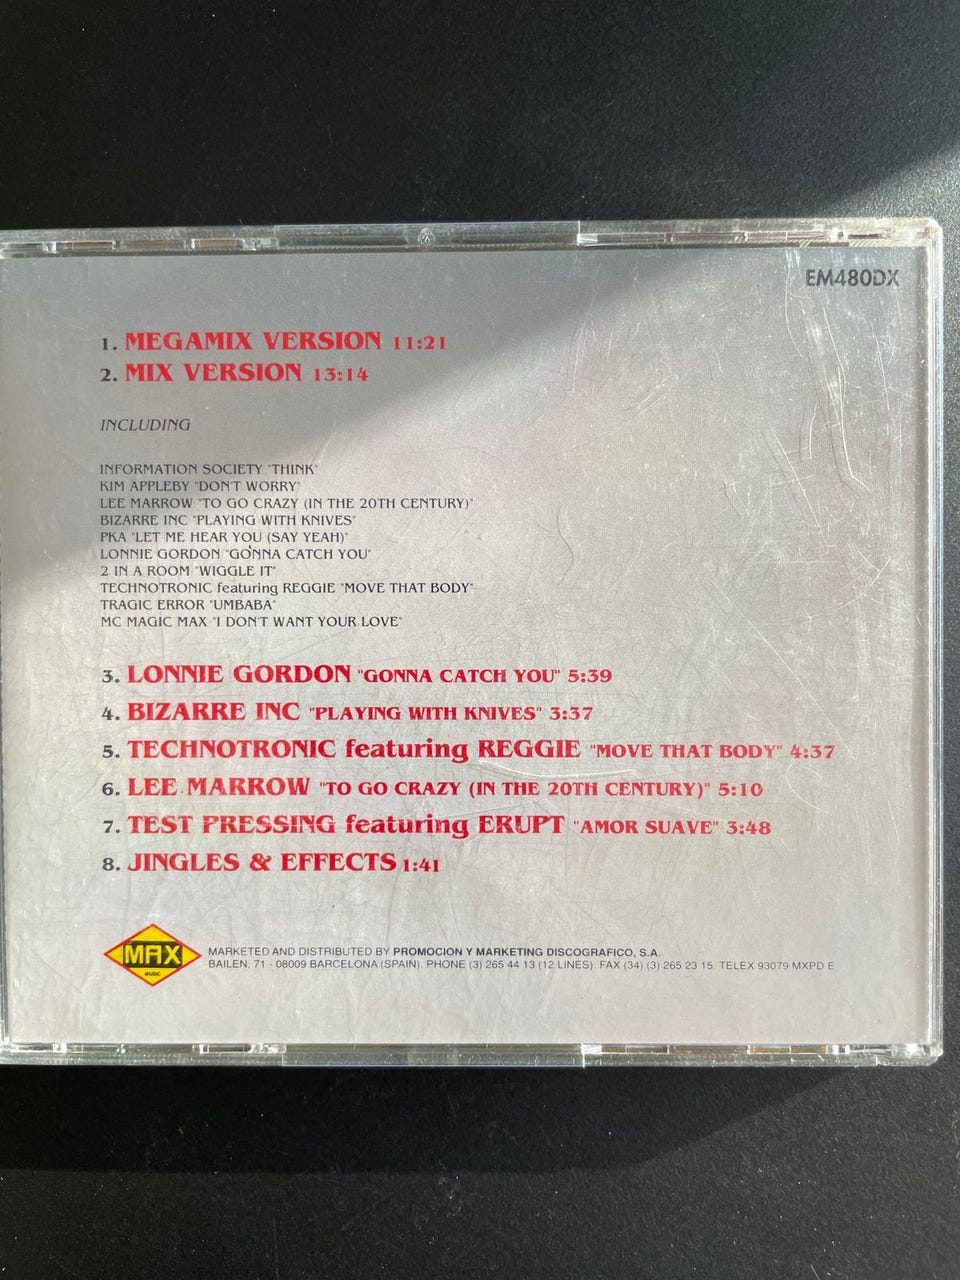 EM480DX
1. MEGAMIX VERSION 11:21
2. MIX VERSION 13:14
INCLUDING
INFORMATION SOCIETY "THINK"
KIM APPLEBY "DON'T WORRY"
LEE MARROW "TO GO CRAZY (IN THE 20TH CENTURY)"
BIZARRE INC "PLAYING WITH KNIVES"
PKA "LET ME HEAR YOU (SAY YEAH)"
LONNIE GORDON "GONNA CATCH YOU"
2 IN A ROOM "WIGGLE IT"
TECHNOTRONIC featuring REGGIE "MOVE THAT BODY"
TRAGIC ERROR "UMBABA"
MC MAGIC MAX "I DON'T WANT YOUR LOVE"
3. LONNIE GORDON "GONNA CATCH YOU" 5:39
4. BIZARRE INC "PLAYING WITH KNIVES" 3:37
5. TECHNOTRONIC featuring REGGIE "MOVE THAT BODY" 4:37
6. LEE MARROW "TO GO CRAZY (IN THE 20TH CENTURY)" 5:10
7. TEST PRESSING featuring ERUPT "AMOR SUAVE" 3:48
8. JINGLES & EFFECTS 1:41
MAX
MUSIC
MARKETED AND DISTRIBUTED BY PROMOCION Y MARKETING DISCOGRAFICO, S.A.
BAILEN, 71 - 08009 BARCELONA (SPAIN). PHONE (3) 265 44 13 (12 LINES). FAX (34) (3) 265 23 15. TELEX 93079 MXPD E